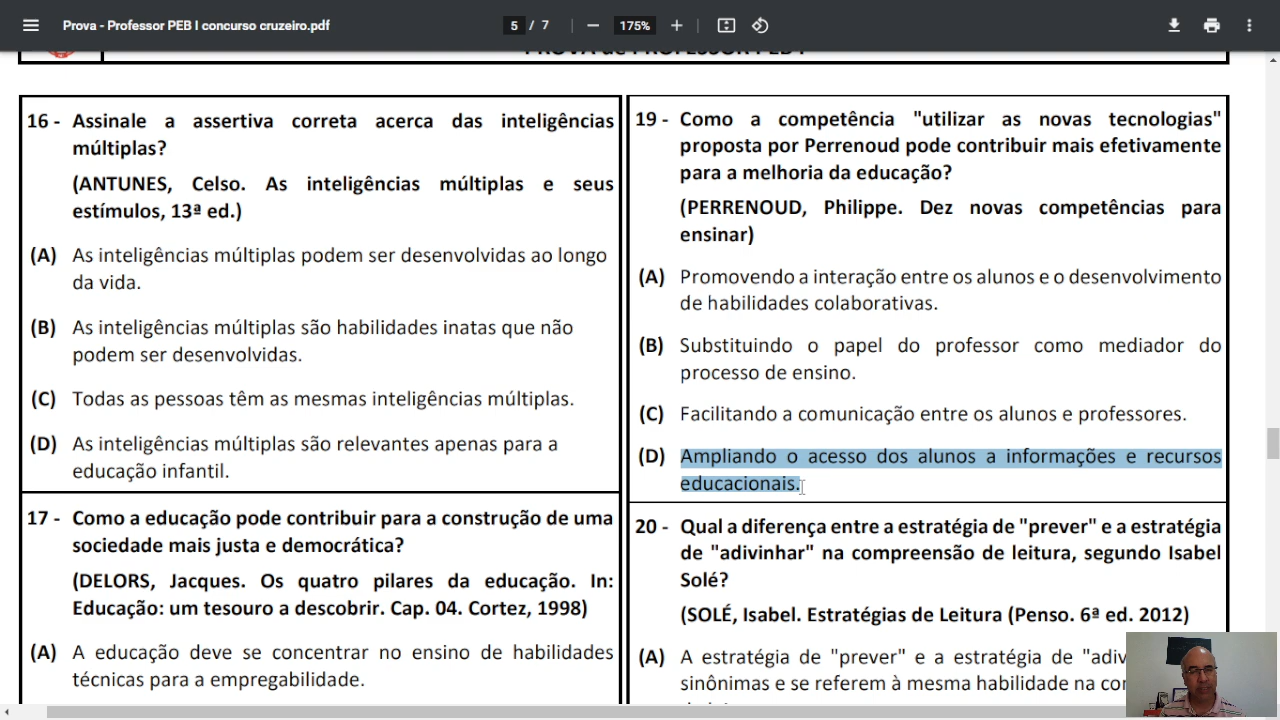 Prova - Professor PEB I concurso cruzeiro.pdf
5 / 7
175%
PROVA de PROFESSOR PEB I
16 - Assinale a assertiva correta acerca das inteligências
múltiplas?
(ANTUNES, Celso. As inteligências múltiplas e seus
estímulos, 13ª ed.)
(A) As inteligências múltiplas podem ser desenvolvidas ao longo
da vida.
(B) As inteligências múltiplas são habilidades inatas que não
podem ser desenvolvidas.
(C) Todas as pessoas têm as mesmas inteligências múltiplas.
(D) As inteligências múltiplas são relevantes apenas para a
educação infantil.
17 - Como a educação pode contribuir para a construção de uma
sociedade mais justa e democrática?
(DELORS, Jacques. Os quatro pilares da educação. In:
Educação: um tesouro a descobrir. Cap. 04. Cortez, 1998)
(A) A educação deve se concentrar no ensino de habilidades
técnicas para a empregabilidade.
19 - Como a competência "utilizar as novas tecnologias"
proposta por Perrenoud pode contribuir mais efetivamente
para a melhoria da educação?
(PERRENOUD, Philippe. Dez novas competências para
ensinar)
(A) Promovendo a interação entre os alunos e o desenvolvimento
de habilidades colaborativas.
(B) Substituindo o papel do professor como mediador do
processo de ensino.
(C) Facilitando a comunicação entre os alunos e professores.
(D) Ampliando o acesso dos alunos a informações e recursos
educacionais.
20 - Qual a diferença entre a estratégia de "prever" e a estratégia
de "adivinhar" na compreensão de leitura, segundo Isabel
Solé?
(SOLÉ, Isabel. Estratégias de Leitura (Penso. 6ª ed. 2012)
(A) A estratégia de "prever" e a estratégia de
sinônimas e se referem à mesma habilidade na